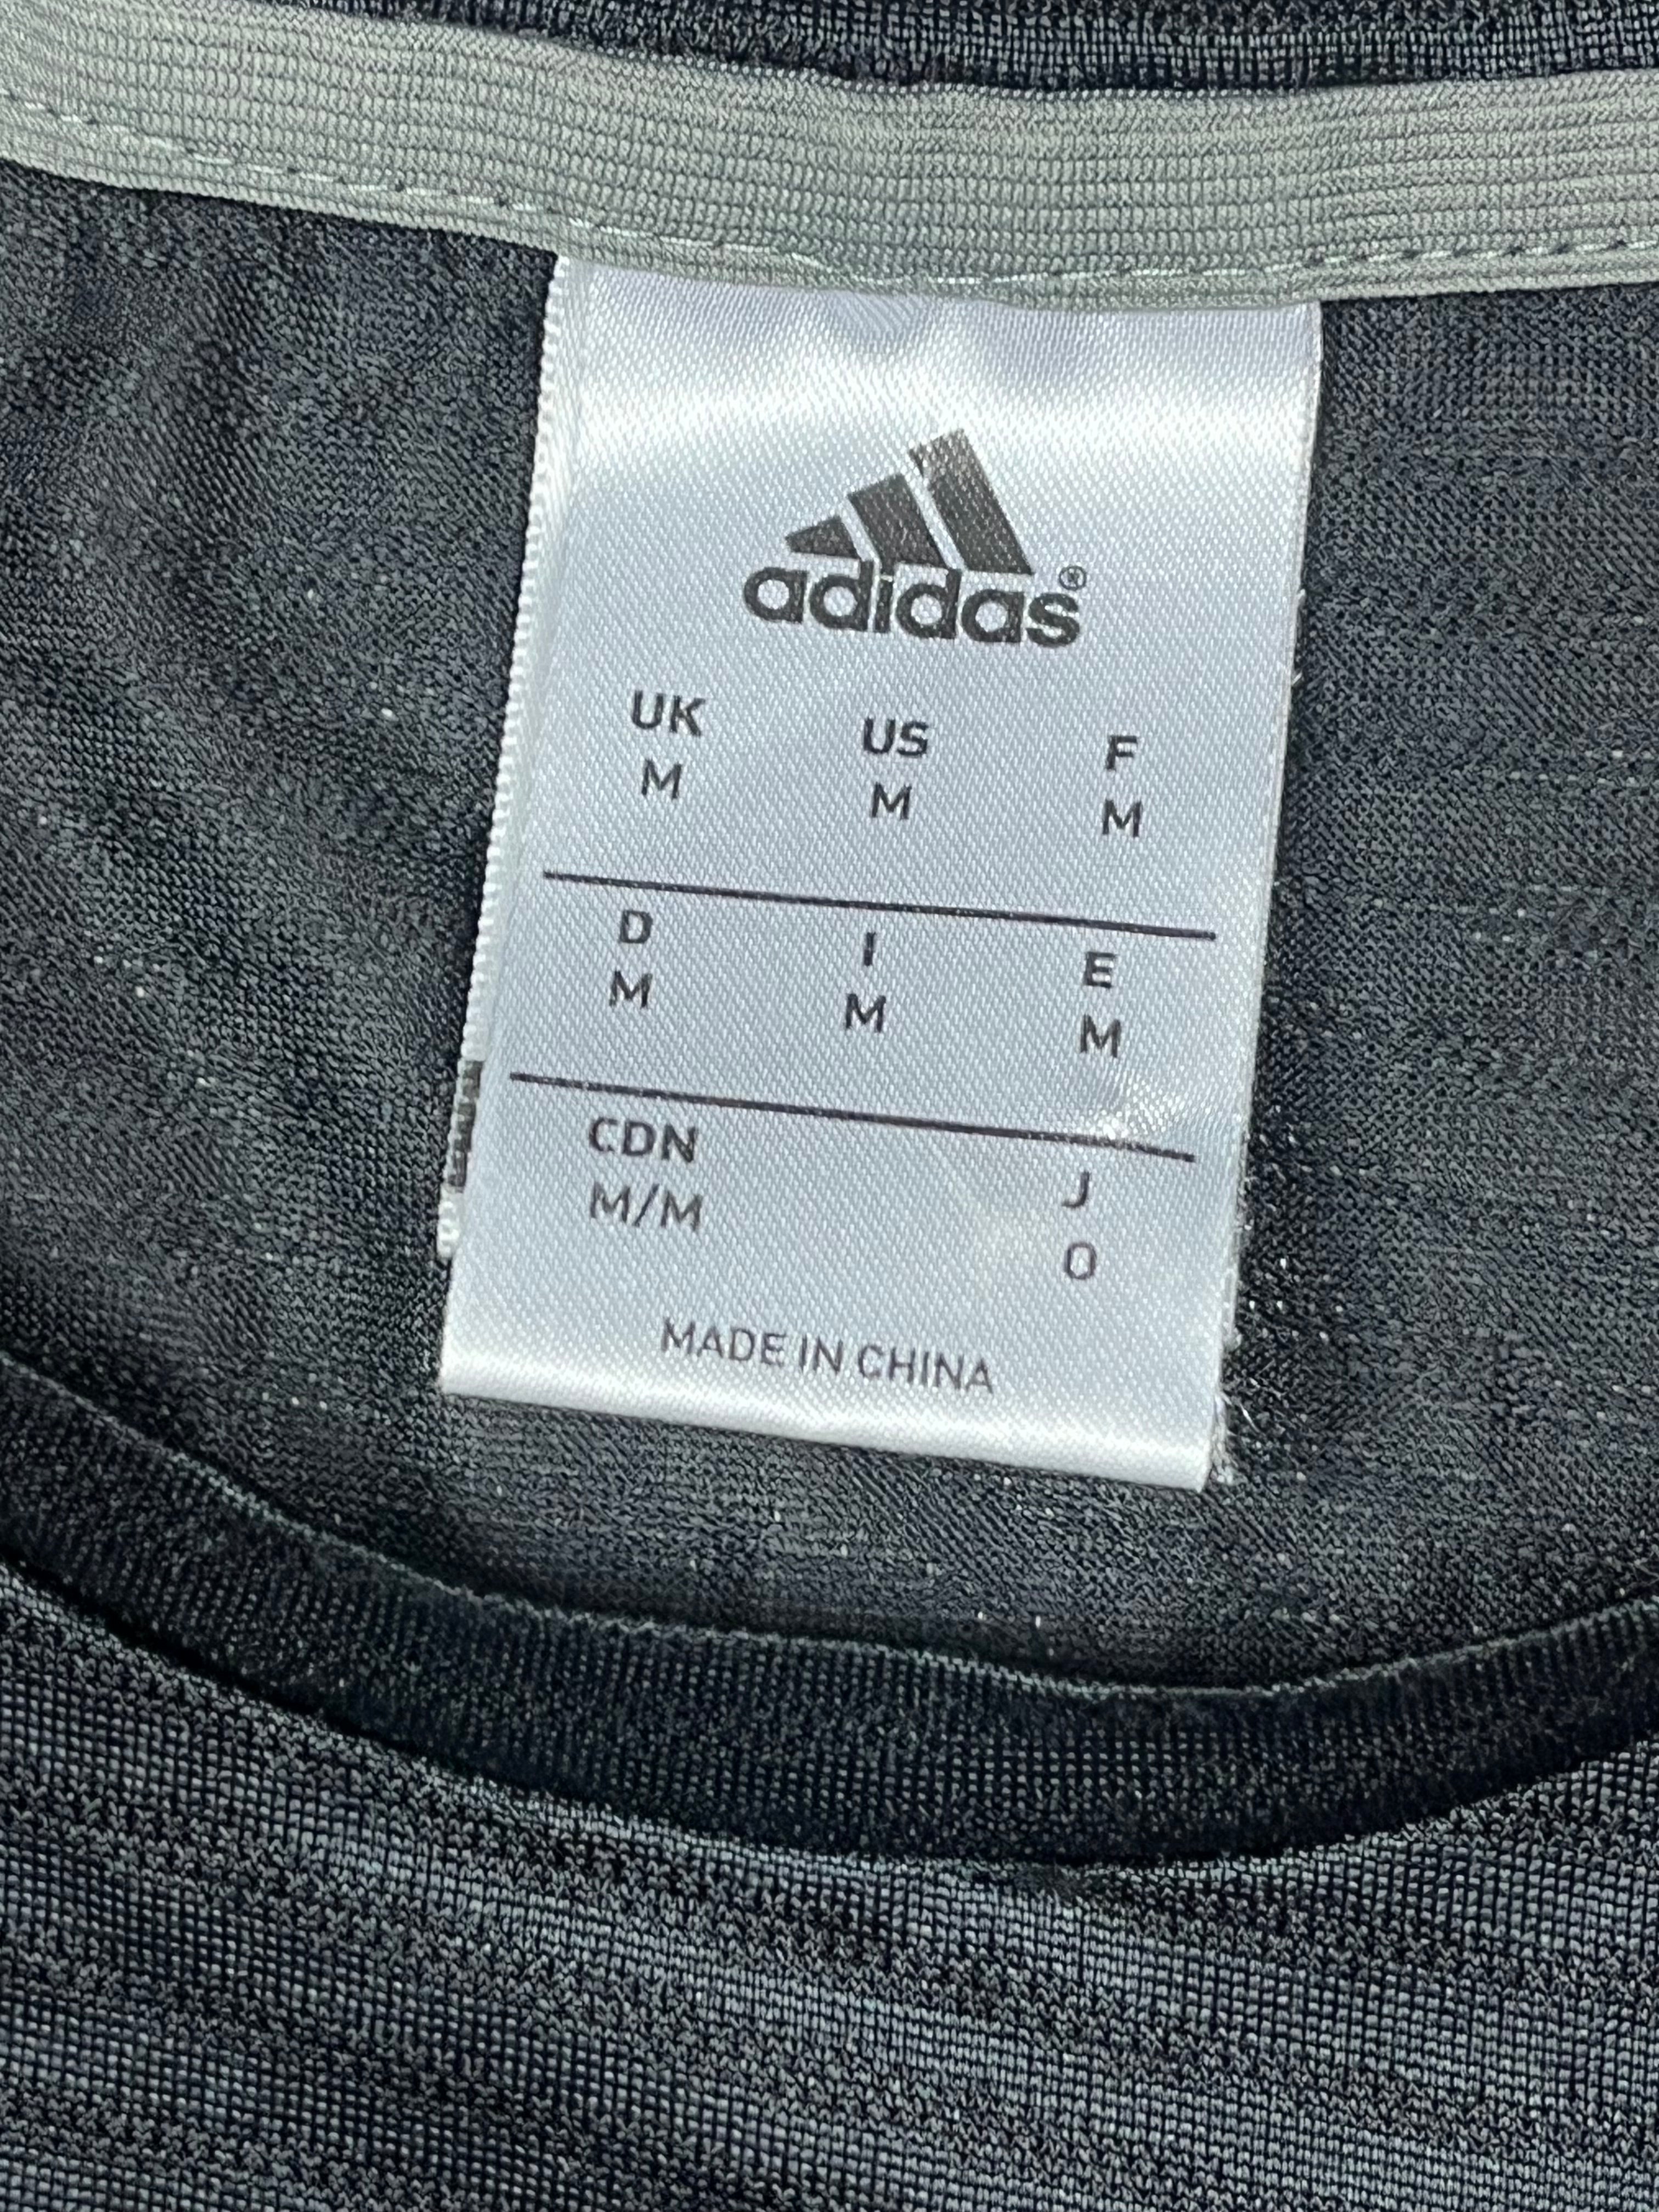 adidas®
UK US F
M M M
D I E
M M M
CDN J
M/M O
MADE IN CHINA